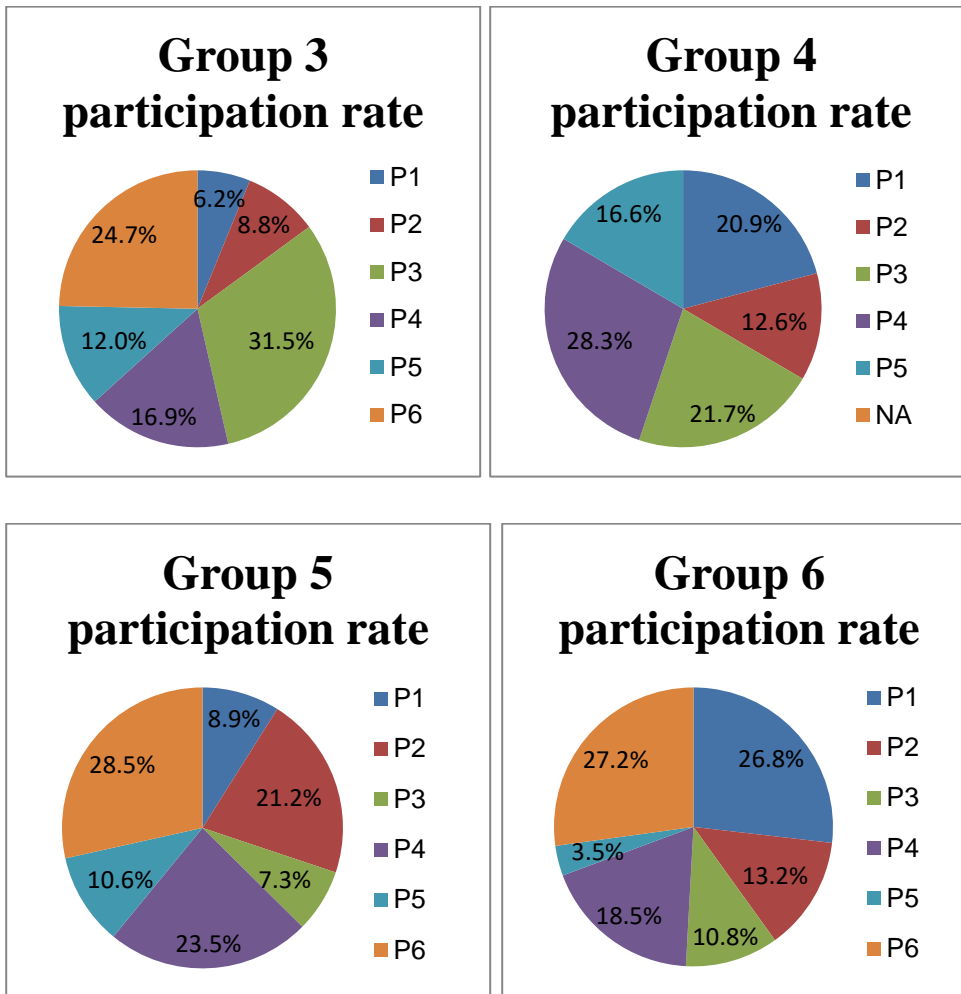 Group 3
participation rate
6.2%
8.8%
31.5%
16.9%
12.0%
24.7%
P1
P2
P3
P4
P5
P6
Group 4
participation rate
20.9%
12.6%
21.7%
28.3%
16.6%
P1
P2
P3
P4
P5
NA
Group 5
participation rate
8.9%
21.2%
7.3%
23.5%
10.6%
28.5%
P1
P2
P3
P4
P5
P6
Group 6
participation rate
26.8%
13.2%
10.8%
18.5%
3.5%
27.2%
P1
P2
P3
P4
P5
P6